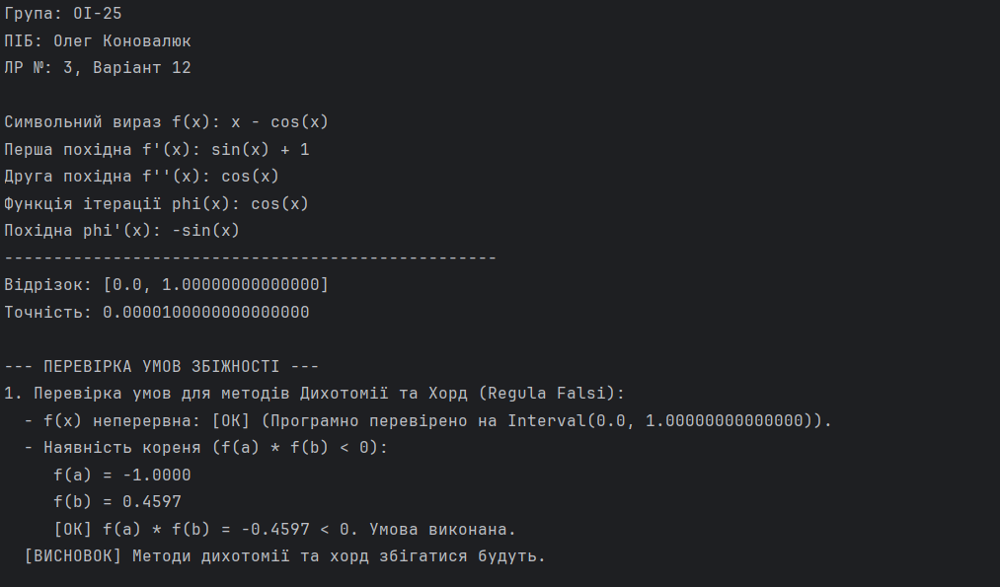 Група: ОІ-25
ПІБ: Олег Коновалюк
ЛР №: 3, Варіант 12
Символьний вираз f(x): x - cos(x)
Перша похідна f'(x): sin(x) + 1
Друга похідна f''(x): cos(x)
Функція ітерації phi(x): cos(x)
Похідна phi'(x): -sin(x)
--------------------------------------------------
Відрізок: [0.0, 1.00000000000000]
Точність: 0.0000100000000000000
--- ПЕРЕВІРКА УМОВ ЗБІЖНОСТІ ---
1. Перевірка умов для методів Дихотомії та Хорд (Regula Falsi):
- f(x) неперервна: [ОК] (Програмно перевірено на Interval(0.0, 1.00000000000000)).
- Наявність кореня (f(a) * f(b) < 0):
f(a) = -1.0000
f(b) = 0.4597
[ОК] f(a) * f(b) = -0.4597 < 0. Умова виконана.
[ВИСНОВОК] Методи дихотомії та хорд збігатися будуть.